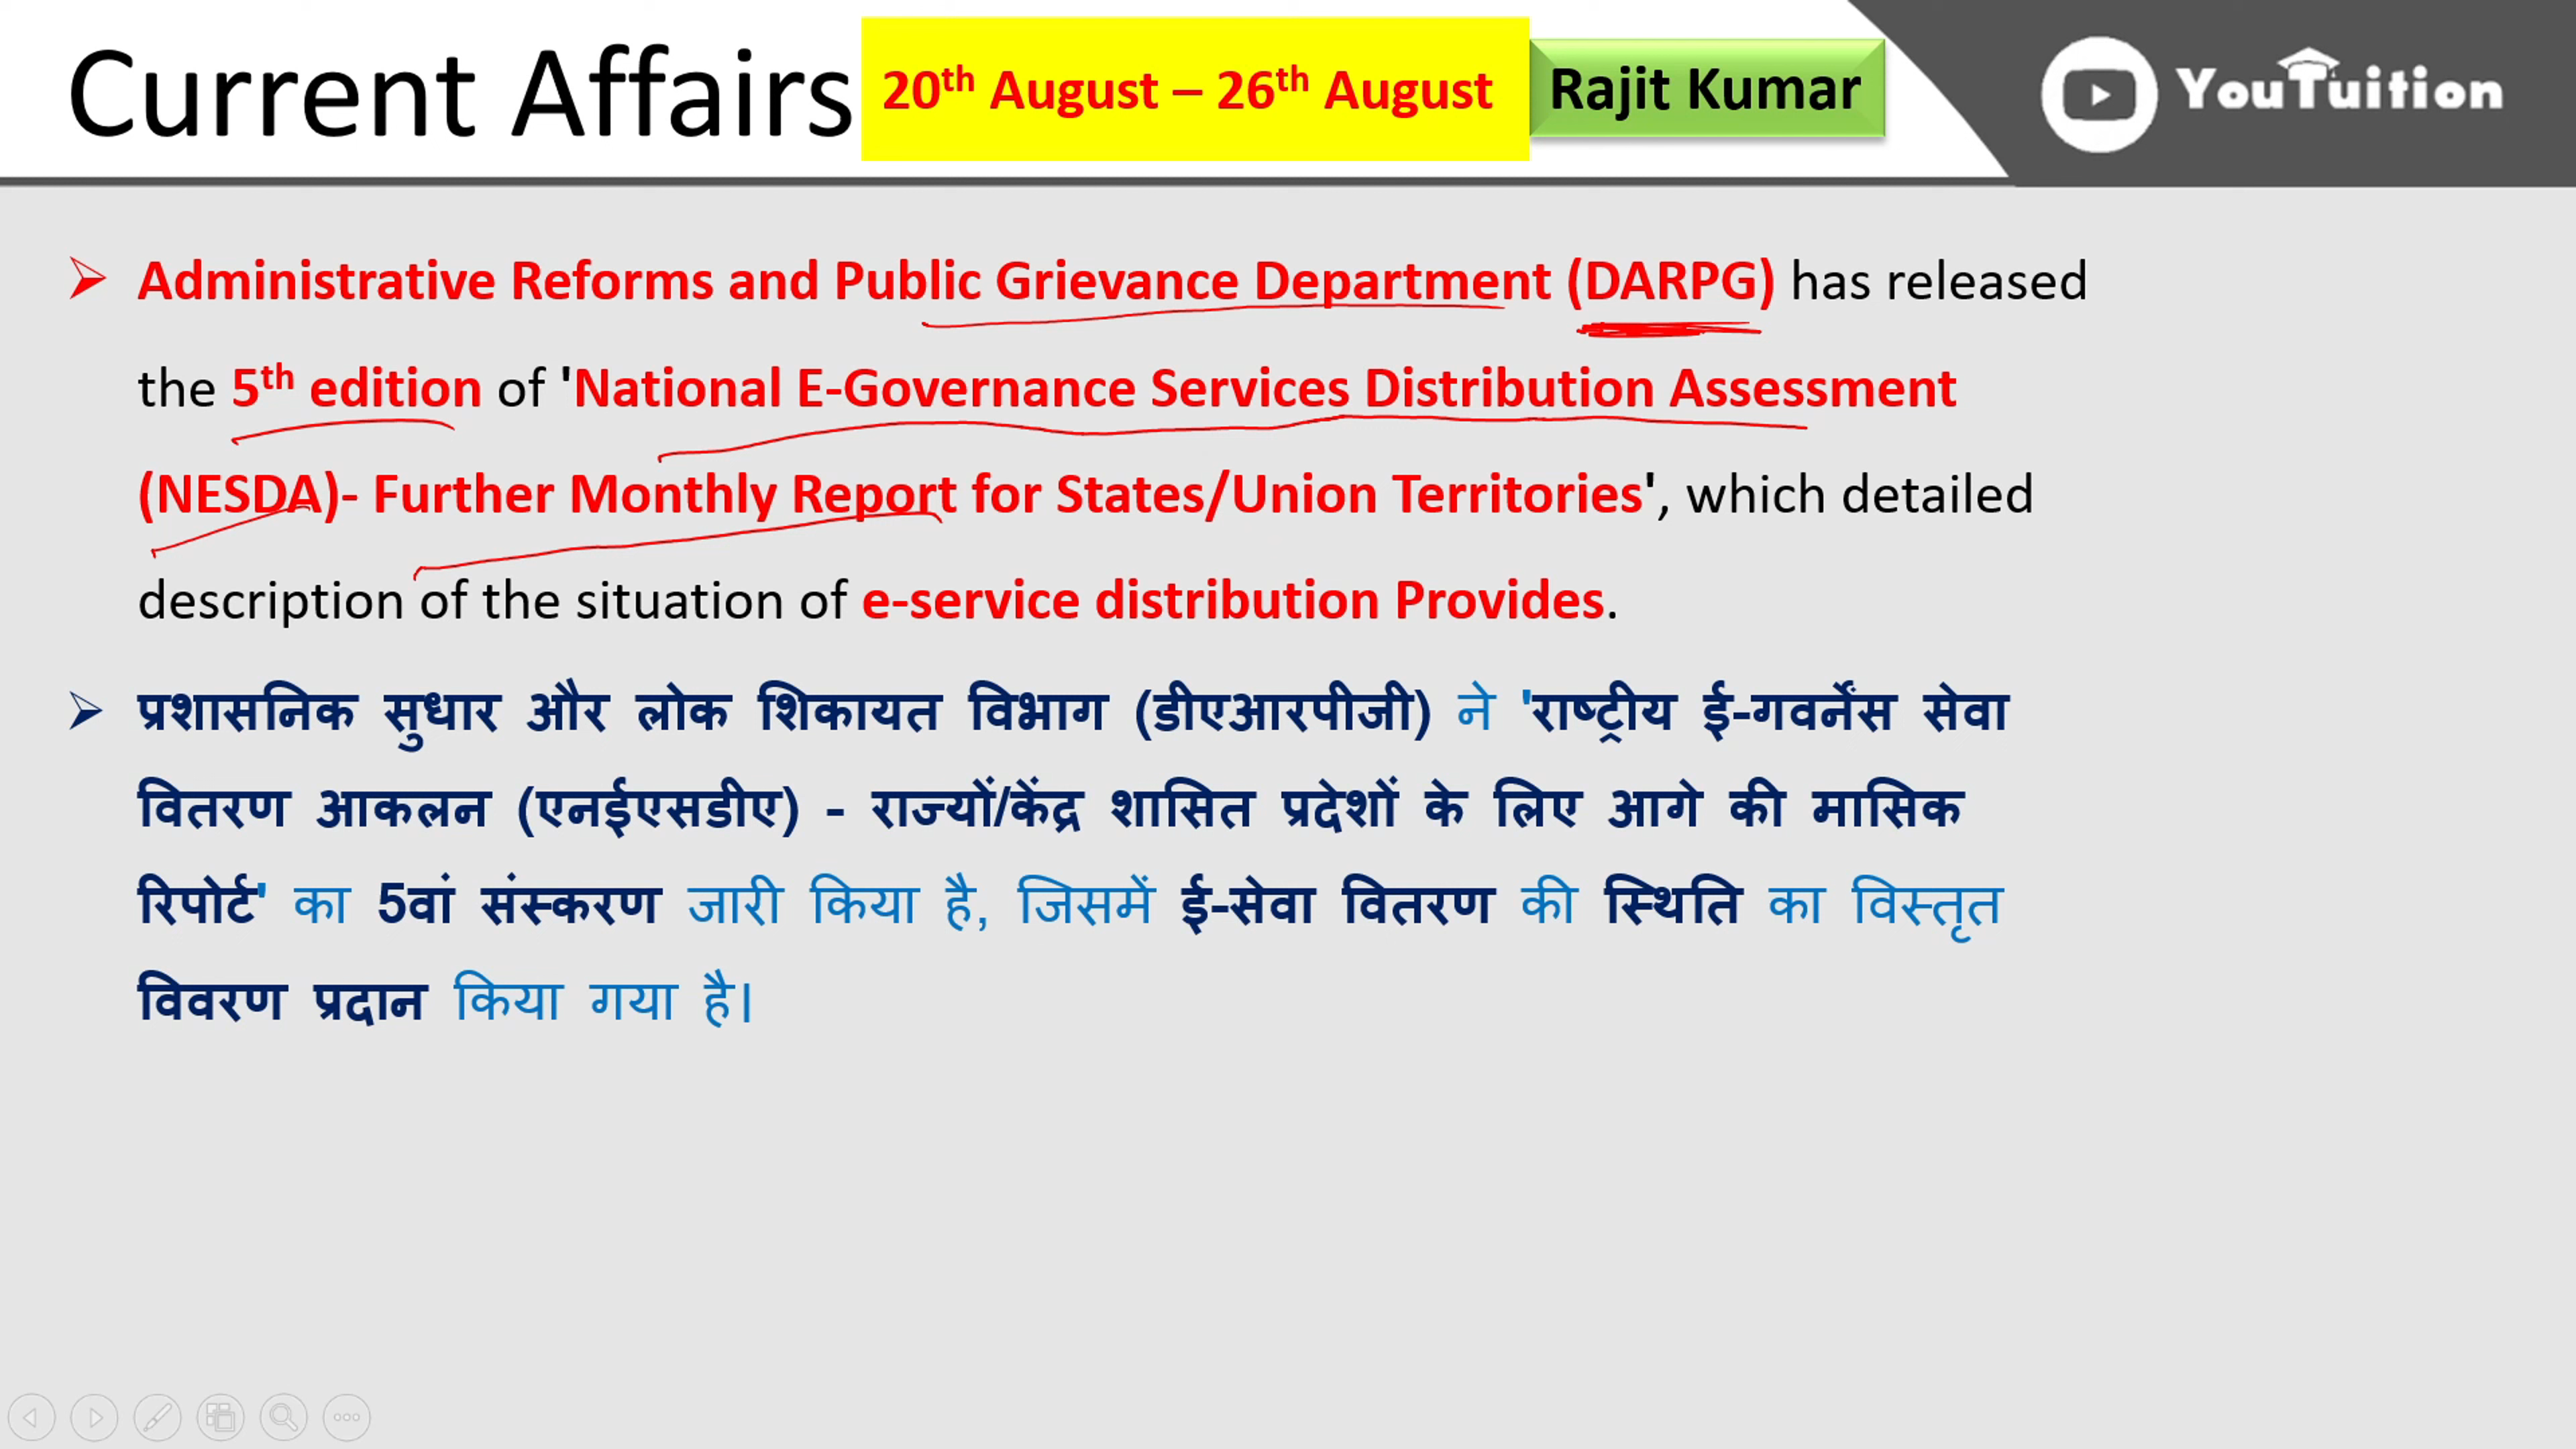 Current Affairs
20th August – 26th August
Rajit Kumar
YouTuition
Administrative Reforms and Public Grievance Department (DARPG) has released
the 5th edition of 'National E-Governance Services Distribution Assessment
(NESDA)- Further Monthly Report for States/Union Territories', which detailed
description of the situation of e-service distribution Provides.
प्रशासनिक सुधार और लोक शिकायत विभाग (डीएआरपीजी) ने 'राष्ट्रीय ई-गवर्नेंस सेवा
वितरण आकलन (एनईएसडीए) - राज्यों/केंद्र शासित प्रदेशों के लिए आगे की मासिक
रिपोर्ट' का 5वां संस्करण जारी किया है, जिसमें ई-सेवा वितरण की स्थिति का विस्तृत
विवरण प्रदान किया गया है।